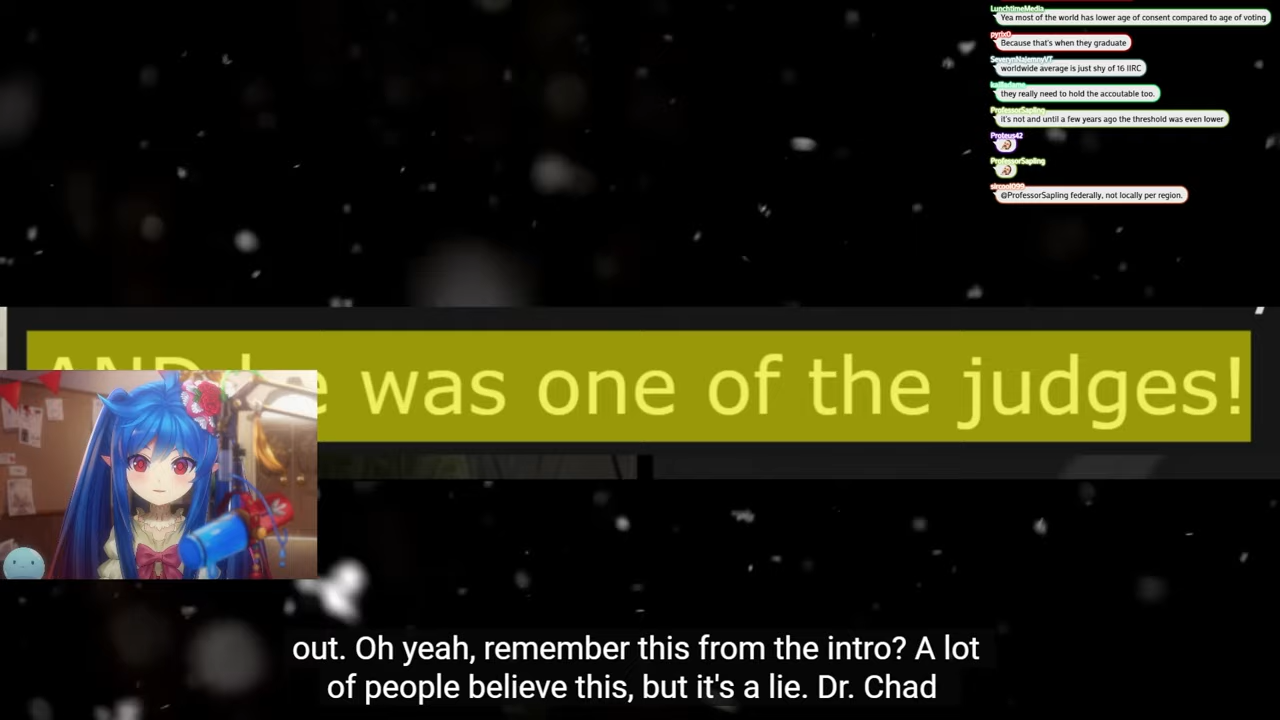 LunchtimeMedia
Yea most of the world has lower age of consent compared to age of voting
Because that's when they graduate
SeverynNajemnyVT
worldwide average is just shy of 16 IIRC
they really need to hold the accoutable too.
ProfessorSapling
it's not and until a few years ago the threshold was even lower
Proteus42
ProfessorSapling
@ProfessorSapling federally, not locally per region.
was one of the judges!
out. Oh yeah, remember this from the intro? A lot
of people believe this, but it's a lie. Dr. Chad